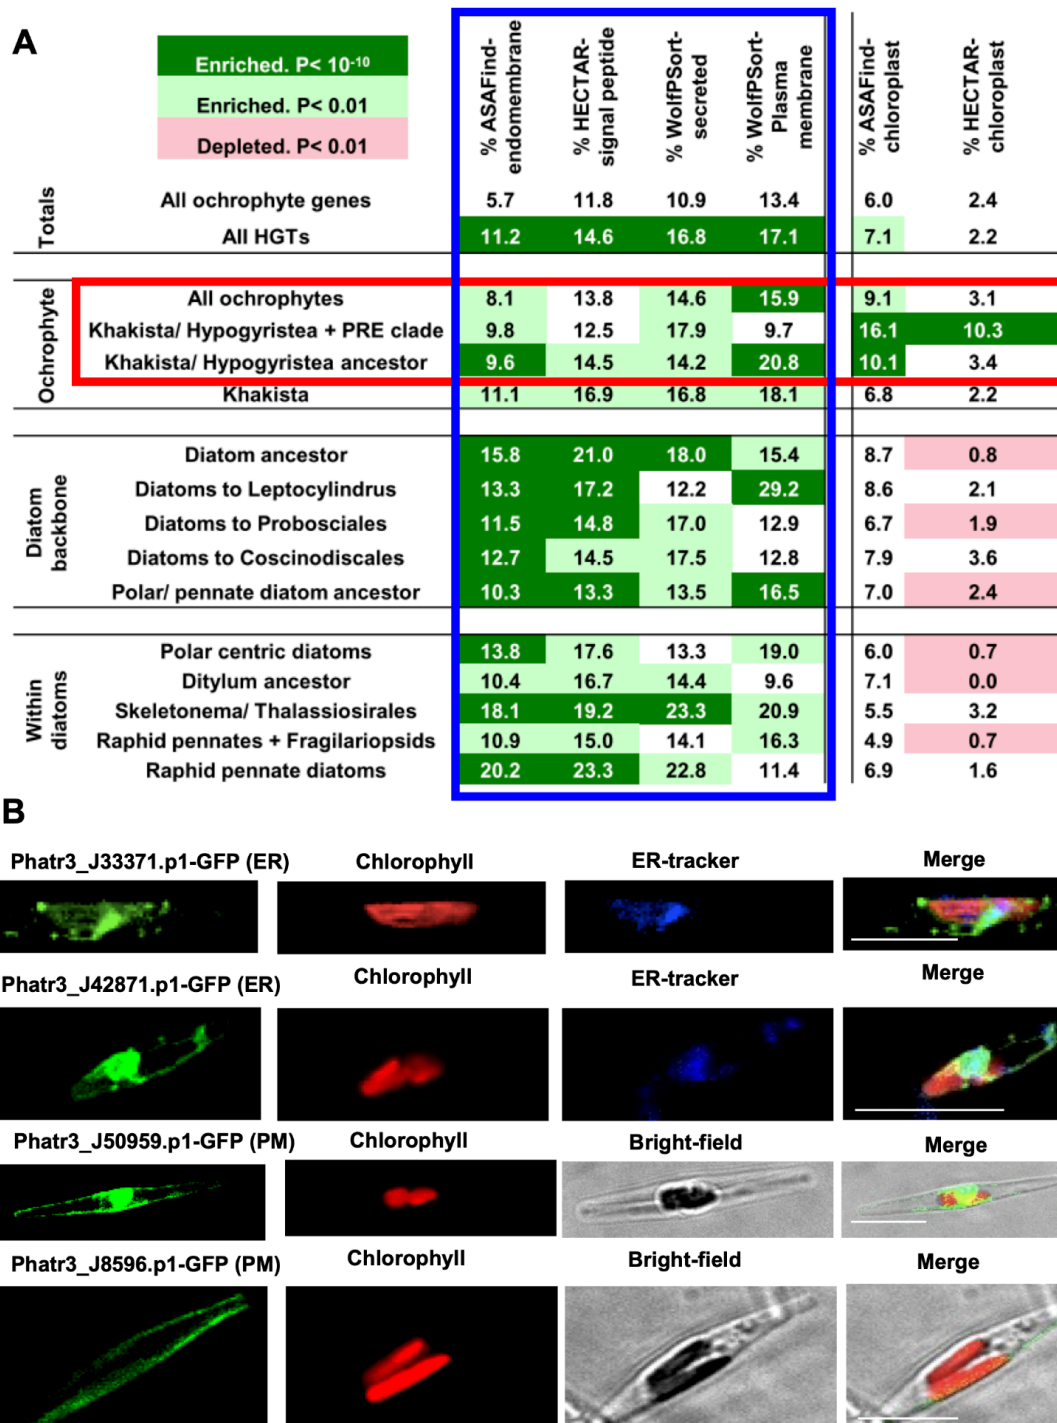 A
Enriched. P< 10-10
Enriched. P< 0.01
Depleted. P< 0.01
% ASAFind-
endomembrane
% HECTAR-
signal peptide
% WolfPSort-
secreted
% WolfPSort-
Plasma
membrane
% ASAFind-
chloroplast
% HECTAR-
chloroplast
Totals
All ochrophyte genes 5.7 11.8 10.9 13.4 6.0 2.4
All HGTs 11.2 14.6 16.8 17.1 7.1 2.2
Ochrophyte
All ochrophytes 8.1 13.8 14.6 15.9 9.1 3.1
Khakista/ Hypogyristea + PRE clade 9.8 12.5 17.9 9.7 16.1 10.3
Khakista/ Hypogyristea ancestor 9.6 14.5 14.2 20.8 10.1 3.4
Khakista 11.1 16.9 16.8 18.1 6.8 2.2
Diatom
backbone
Diatom ancestor 15.8 21.0 18.0 15.4 8.7 0.8
Diatoms to Leptocylindrus 13.3 17.2 12.2 29.2 8.6 2.1
Diatoms to Probosciales 11.5 14.8 17.0 12.9 6.7 1.9
Diatoms to Coscinodiscales 12.7 14.5 17.5 12.8 7.9 3.6
Polar/ pennate diatom ancestor 10.3 13.3 13.5 16.5 7.0 2.4
Within
diatoms
Polar centric diatoms 13.8 17.6 13.3 19.0 6.0 0.7
Ditylum ancestor 10.4 16.7 14.4 9.6 7.1 0.0
Skeletonema/ Thalassiosirales 18.1 19.2 23.3 20.9 5.5 3.2
Raphid pennates + Fragilariopsids 10.9 15.0 14.1 16.3 4.9 0.7
Raphid pennate diatoms 20.2 23.3 22.8 11.4 6.9 1.6
B
Phatr3_J33371.p1-GFP (ER) Chlorophyll ER-tracker Merge
Phatr3_J42871.p1-GFP (ER) Chlorophyll ER-tracker Merge
Phatr3_J50959.p1-GFP (PM) Chlorophyll Bright-field Merge
Phatr3_J8596.p1-GFP (PM) Chlorophyll Bright-field Merge